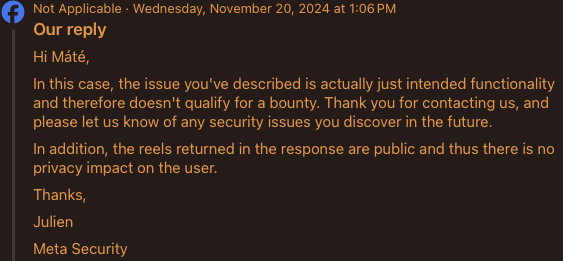 Not Applicable · Wednesday, November 20, 2024 at 1:06 PM
Our reply
Hi Máté,
In this case, the issue you've described is actually just intended functionality
and therefore doesn't qualify for a bounty. Thank you for contacting us, and
please let us know of any security issues you discover in the future.
In addition, the reels returned in the response are public and thus there is no
privacy impact on the user.
Thanks,
Julien
Meta Security